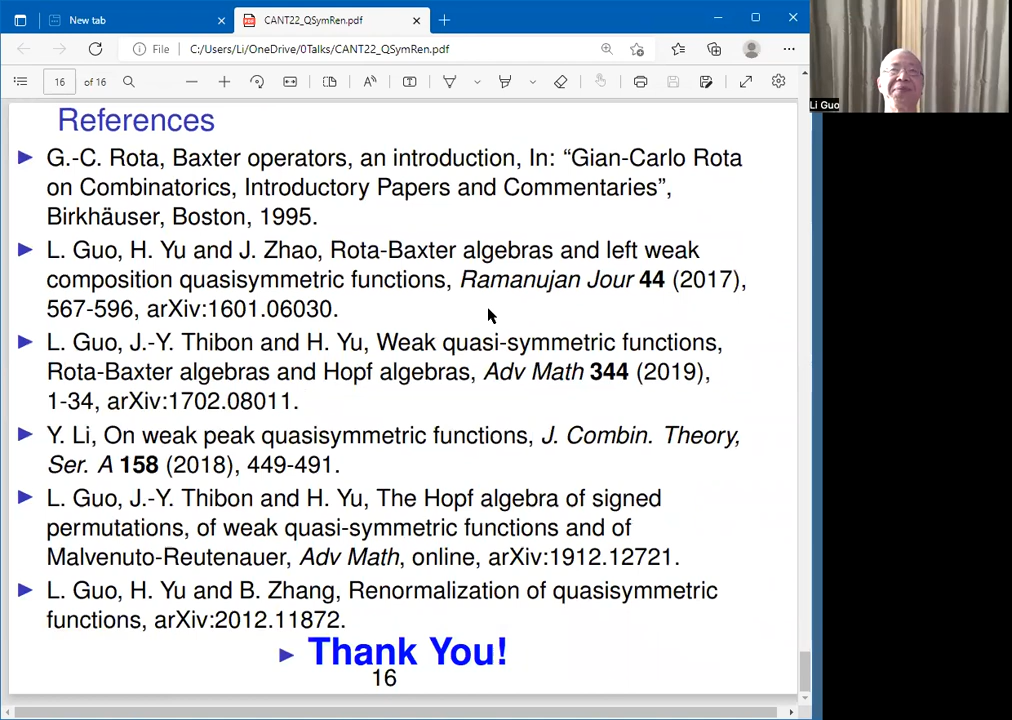 New tab
CANT22_QSymRen.pdf
File
C:/Users/Li/OneDrive/0Talks/CANT22_QSymRen.pdf
16 of 16
Li Guo
References
G.-C. Rota, Baxter operators, an introduction, In: “Gian-Carlo Rota
on Combinatorics, Introductory Papers and Commentaries”,
Birkhäuser, Boston, 1995.
L. Guo, H. Yu and J. Zhao, Rota-Baxter algebras and left weak
composition quasisymmetric functions, Ramanujan Jour 44 (2017),
567-596, arXiv:1601.06030.
L. Guo, J.-Y. Thibon and H. Yu, Weak quasi-symmetric functions,
Rota-Baxter algebras and Hopf algebras, Adv Math 344 (2019),
1-34, arXiv:1702.08011.
Y. Li, On weak peak quasisymmetric functions, J. Combin. Theory,
Ser. A 158 (2018), 449-491.
L. Guo, J.-Y. Thibon and H. Yu, The Hopf algebra of signed
permutations, of weak quasi-symmetric functions and of
Malvenuto-Reutenauer, Adv Math, online, arXiv:1912.12721.
L. Guo, H. Yu and B. Zhang, Renormalization of quasisymmetric
functions, arXiv:2012.11872.
Thank You!
16